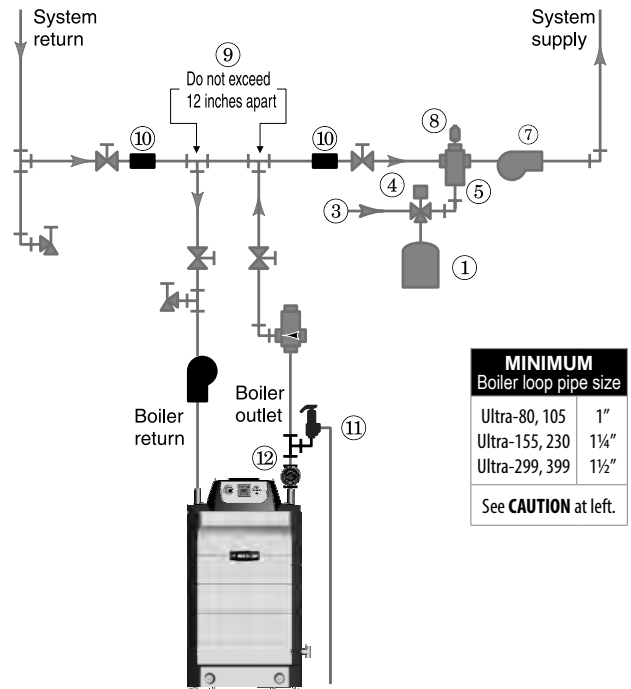 System
return
System
supply
⑨
Do not exceed
12 inches apart
⑩
⑩
⑧
⑦
④
⑤
③
①
MINIMUM
Boiler loop pipe size
Ultra-80, 105 1″
Ultra-155, 230 1¼″
Ultra-299, 399 1½″
See CAUTION at left.
Boiler
return
Boiler
outlet
⑪
⑫